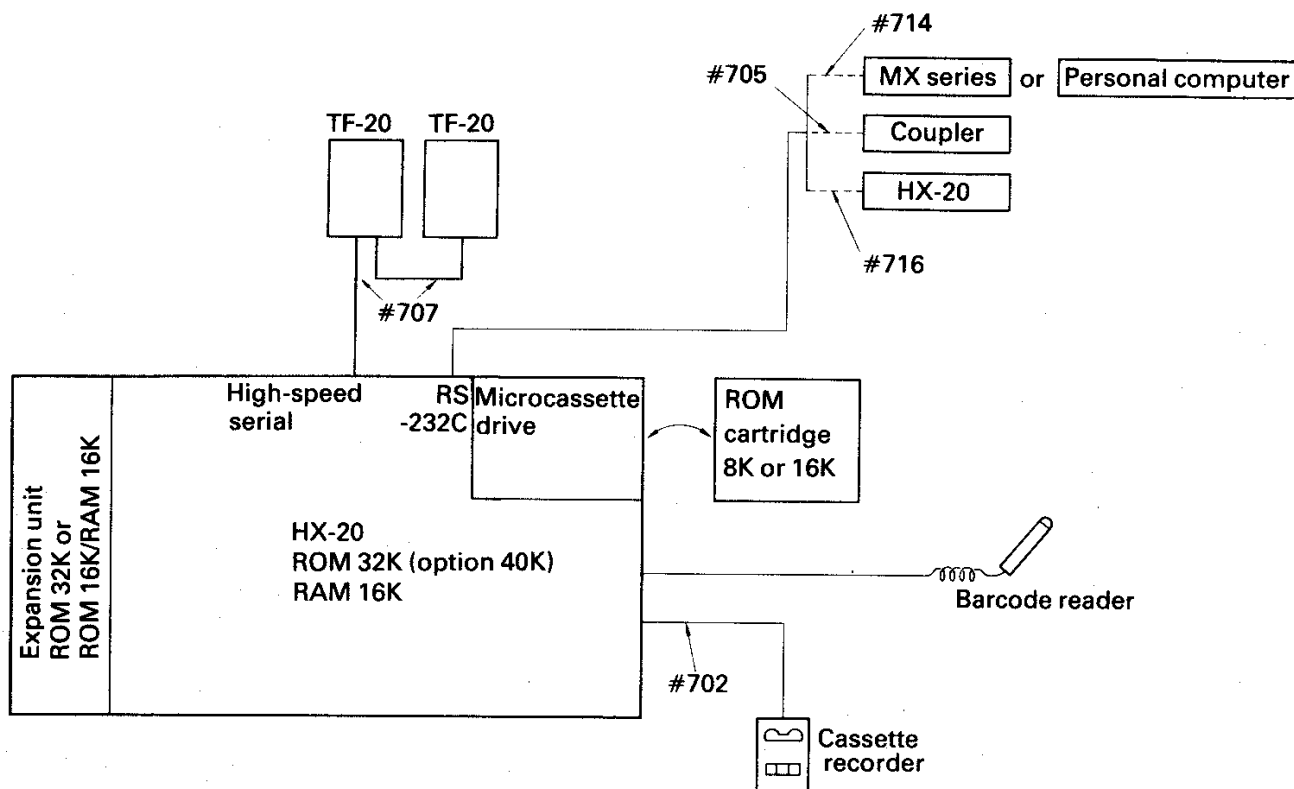 #714
#705
MX series or Personal computer
TF-20 TF-20
Coupler
HX-20
#716
#707
High-speed
serial
RS
-232C
Microcassette
drive
ROM
cartridge
8K or 16K
Expansion unit
ROM 32K or
ROM 16K/RAM 16K
HX-20
ROM 32K (option 40K)
RAM 16K
Barcode reader
#702
Cassette
recorder